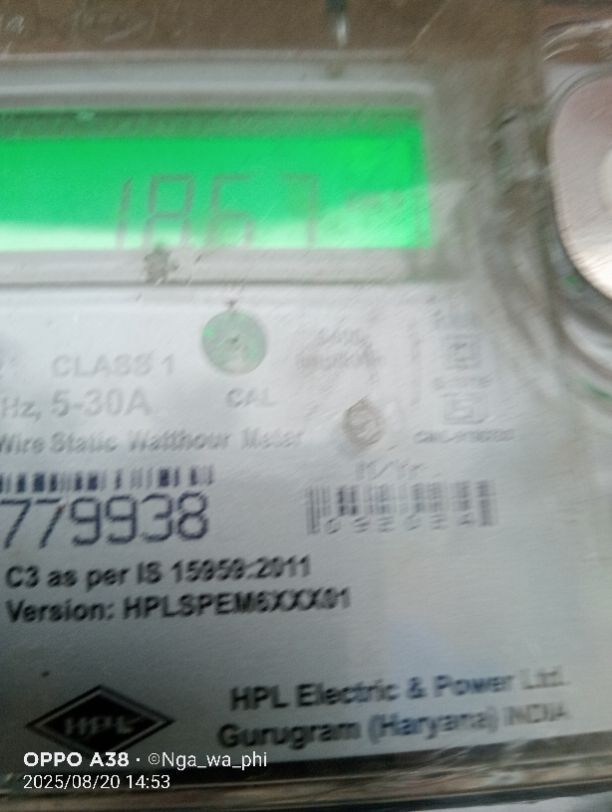 1867
CLASS 1
Hz, 5-30A
CAL
Wire Static Watthour Meter
779938
M/Yr.
C3 as per IS 15959:2011
Version: HPLSPEM6XXX01
HPL
HPL Electric & Power Ltd.
Gurugram (Haryana) INDIA
OPPO A38 · ©Nga_wa_phi
2025/08/20 14:53